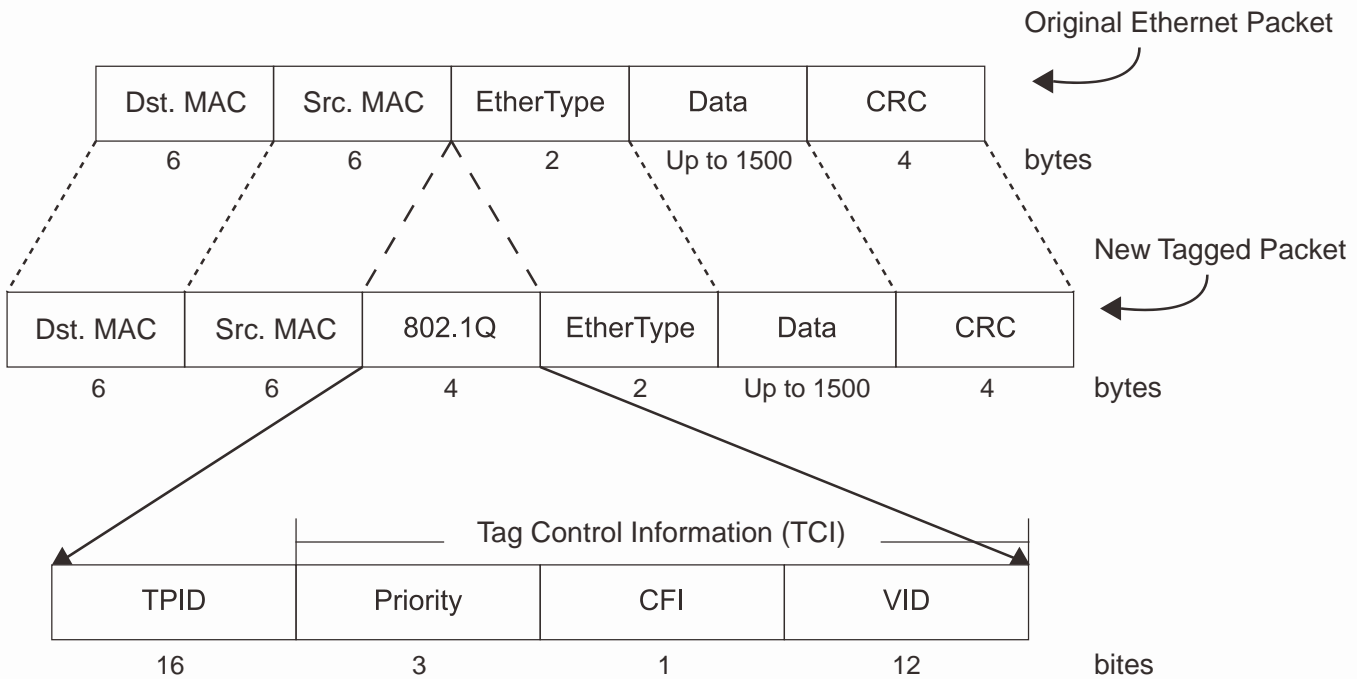 Original Ethernet Packet
Dst. MAC Src. MAC EtherType Data CRC
6 6 2 Up to 1500 4 bytes
New Tagged Packet
Dst. MAC Src. MAC 802.1Q EtherType Data CRC
6 6 4 2 Up to 1500 4 bytes
Tag Control Information (TCI)
TPID Priority CFI VID
16 3 1 12 bites